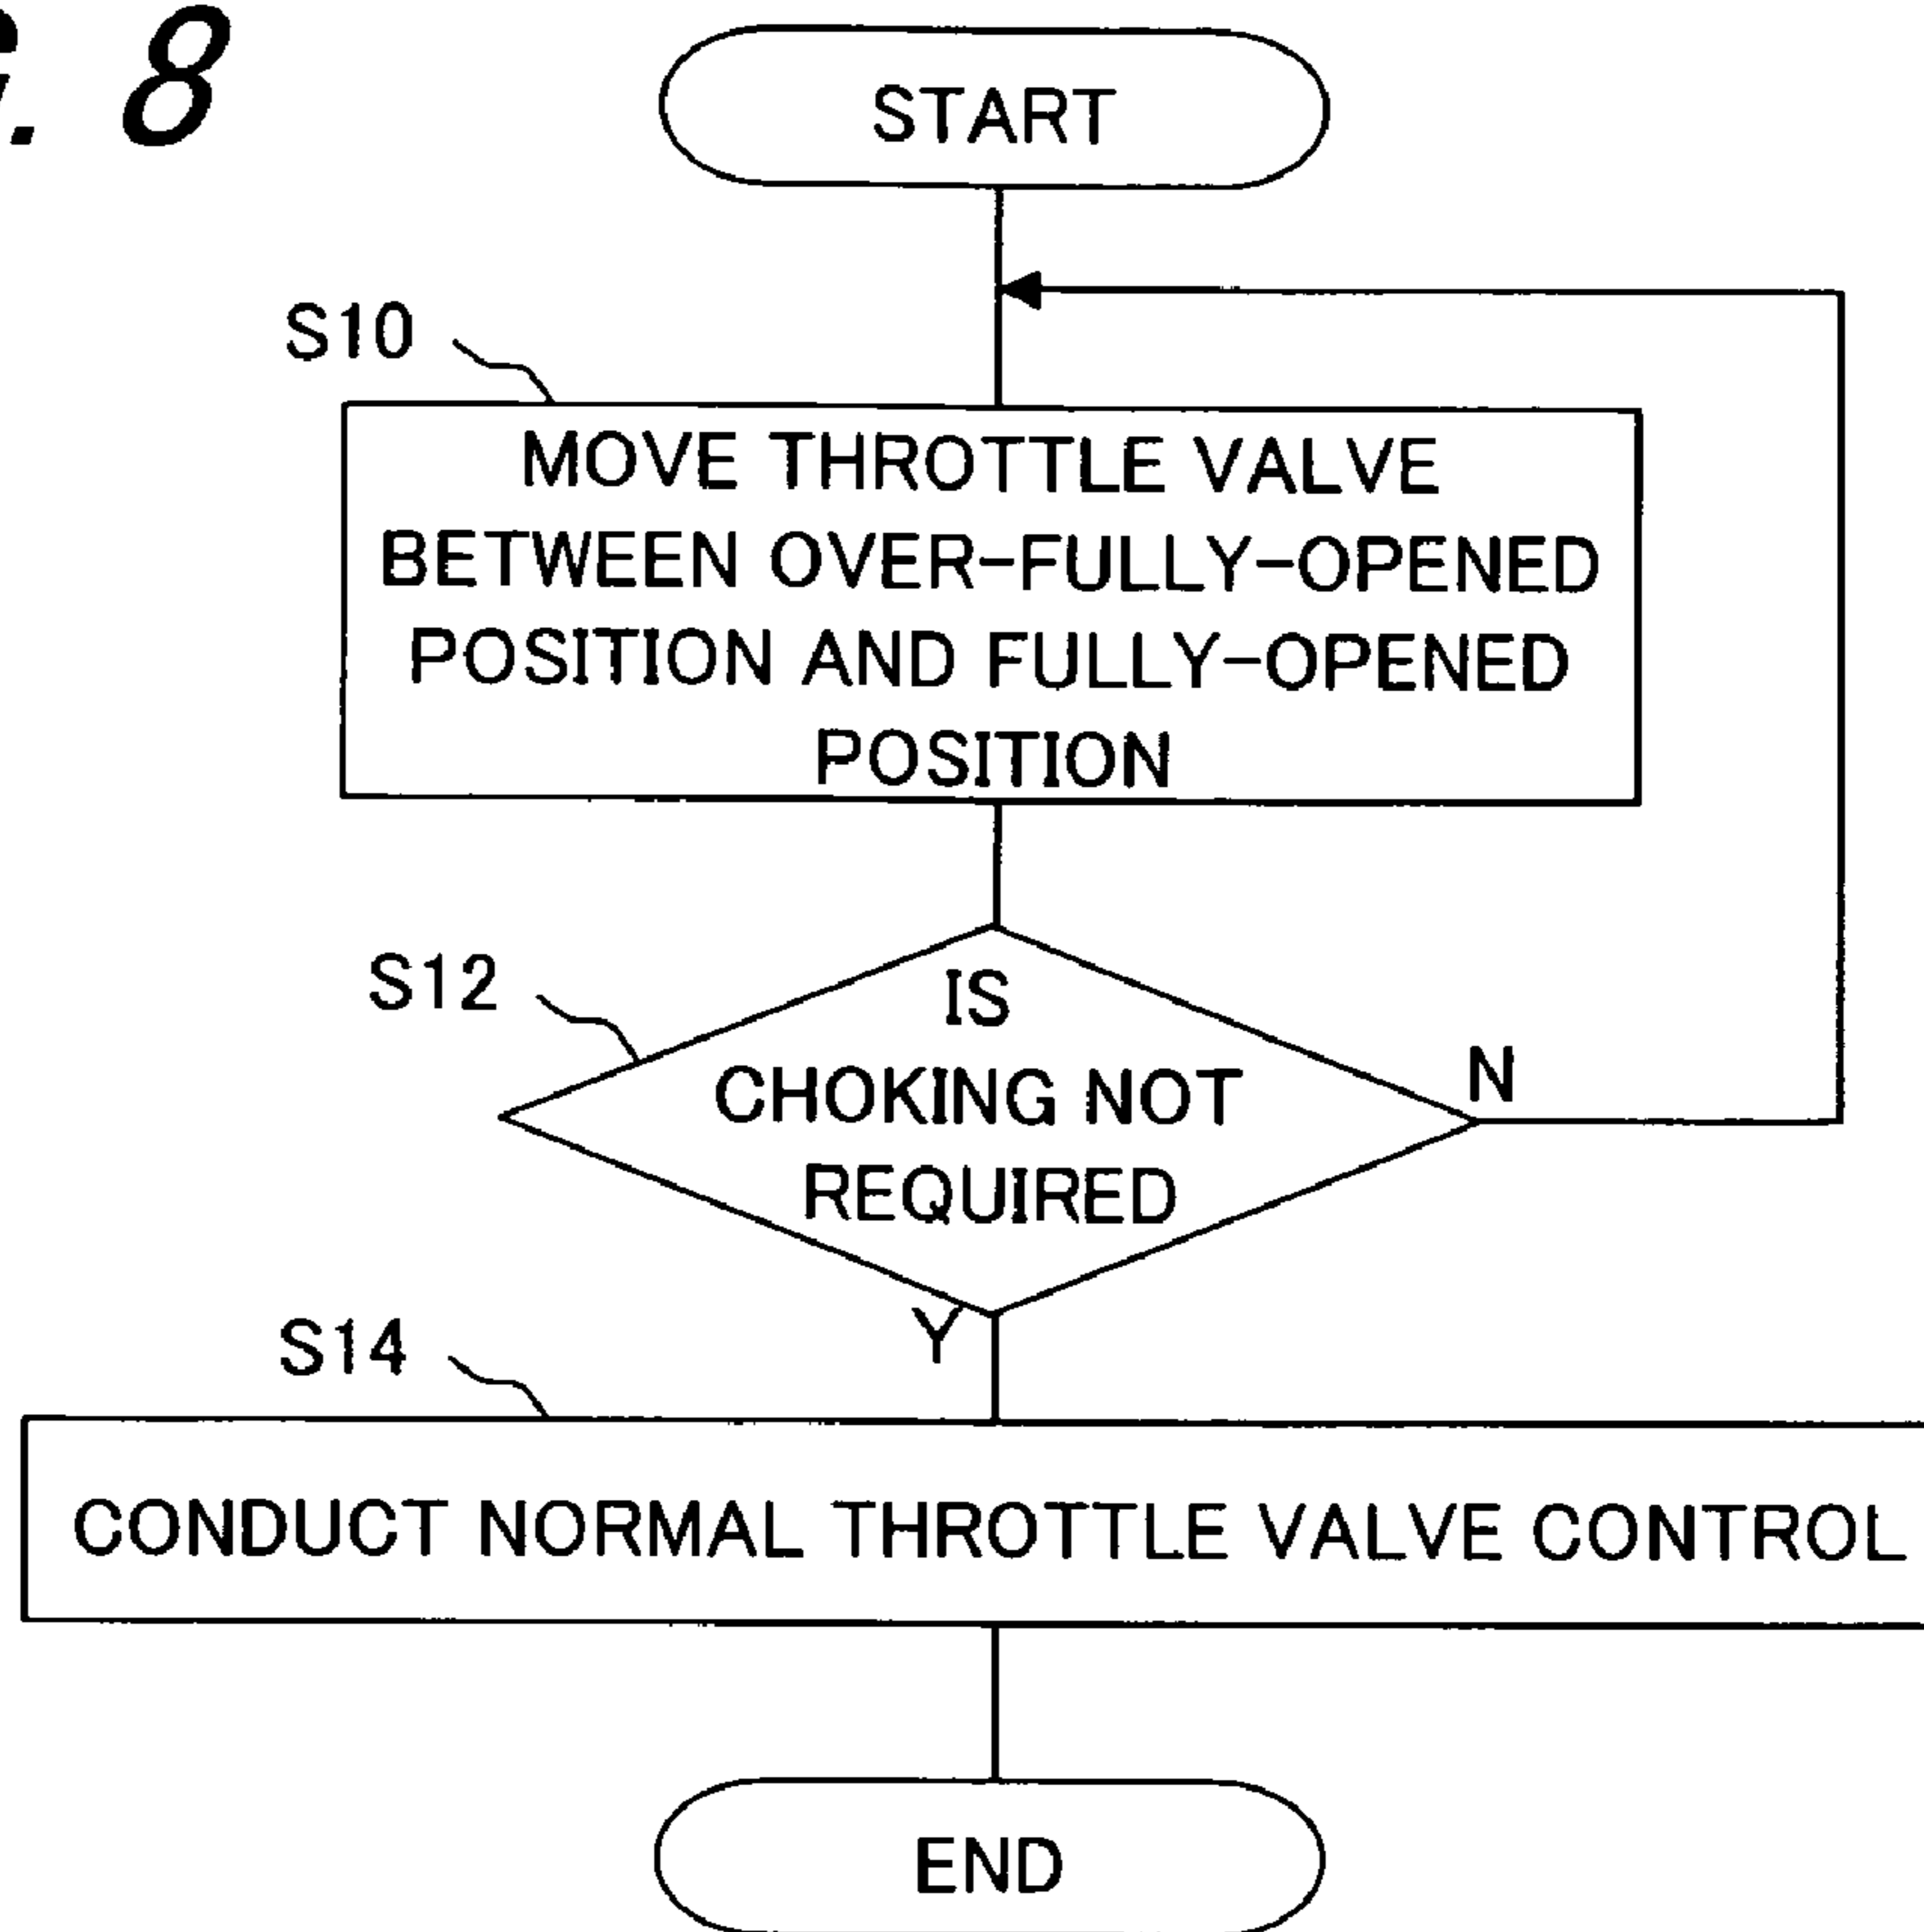 . 8
START
S10
MOVE THROTTLE VALVE
BETWEEN OVER-FULLY-OPENED
POSITION AND FULLY-OPENED
POSITION
S12
IS
CHOKING NOT
REQUIRED
N
Y
S14
CONDUCT NORMAL THROTTLE VALVE CONTROL
END